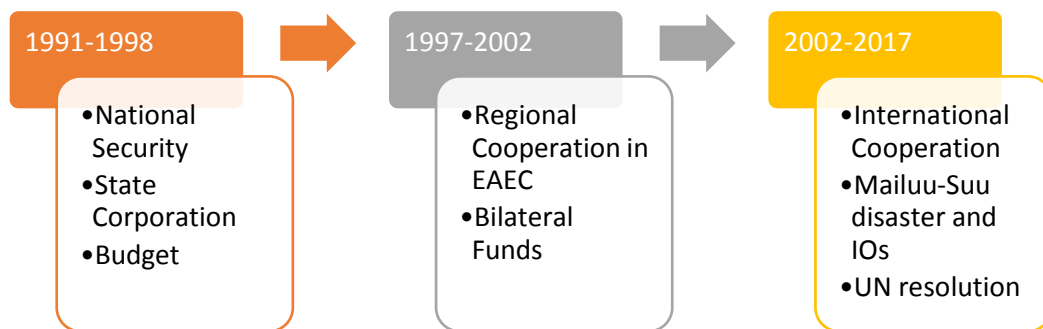 1991-1998
•National
Security
•State
Corporation
•Budget
1997-2002
•Regional
Cooperation in
EAEC
•Bilateral
Funds
2002-2017
•International
Cooperation
•Mailuu-Suu
disaster and
IOs
•UN resolution